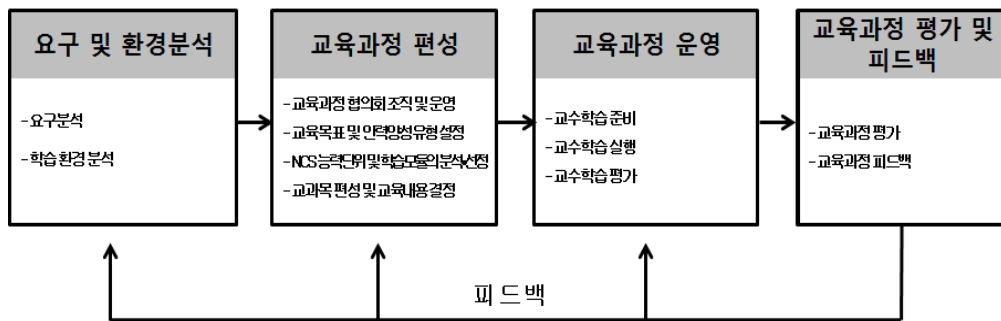 요구 및 환경분석
- 요구분석
- 학습 환경 분석
교육과정 편성
- 교육과정 협의회 조직 및 운영
- 교육목표 및 인력양성 유형 설정
- NCS 능력단위 및 학습모듈의 분석·선정
- 교과목 편성 및 교육내용 결정
교육과정 운영
- 교수학습 준비
- 교수학습 실행
- 교수학습 평가
교육과정 평가 및
피드백
- 교육과정 평가
- 교육과정 피드백
피드백